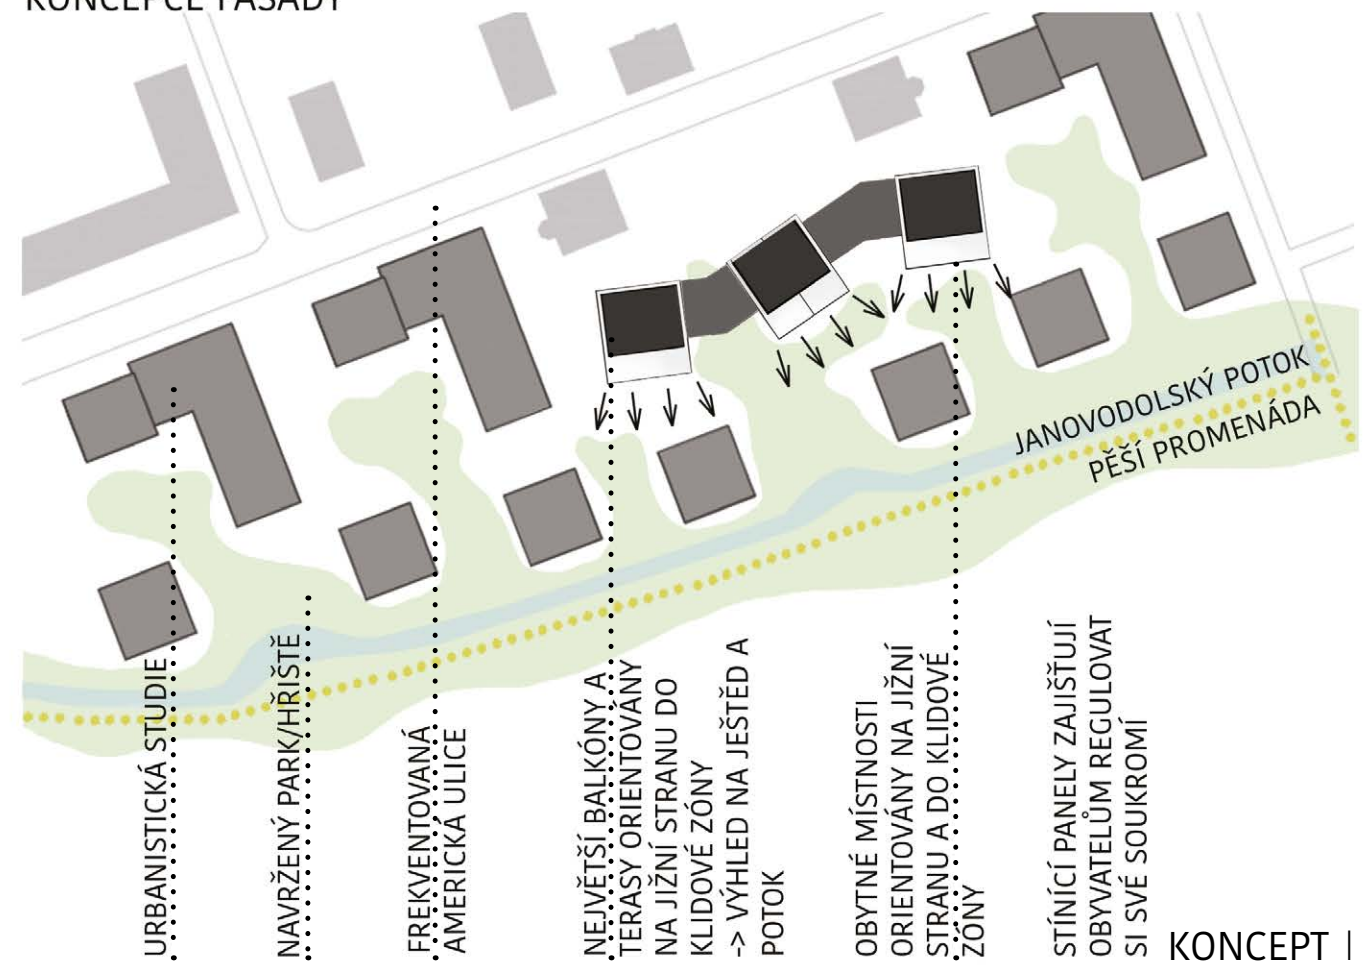 KONCEPCE FASÁDY
JANOVODOLSKÝ POTOK
PĚŠÍ PROMENÁDA
URBANISTICKÁ STUDIE
NAVRŽENÝ PARK/HŘIŠTĚ
FREKVENTOVANÁ
AMERICKÁ ULICE
NEJVĚTŠÍ BALKÓNY A
TERASY ORIENTOVÁNY
NA JIŽNÍ STRANU DO
KLIDOVÉ ZÓNY
-> VÝHLED NA JEŠTĚD A
POTOK
OBYTNÉ MÍSTNOSTI
ORIENTOVÁNY NA JIŽNÍ
STRANU A DO KLIDOVÉ
ZÓNY
STÍNÍCÍ PANELY ZAJIŠŤUJÍ
OBYVATELŮM REGULOVAT
SI SVÉ SOUKROMÍ
KONCEPT |